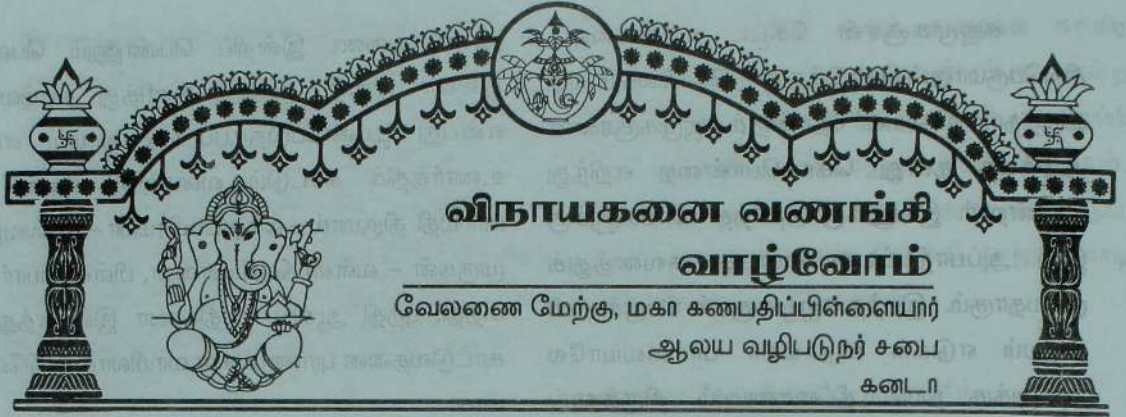 விநாயகனை வணங்கி
வாழ்வோம்
வேலணை மேற்கு, மகா கணபதிப்பிள்ளையார்
ஆலய வழிபடுநர் சபை
கனடா